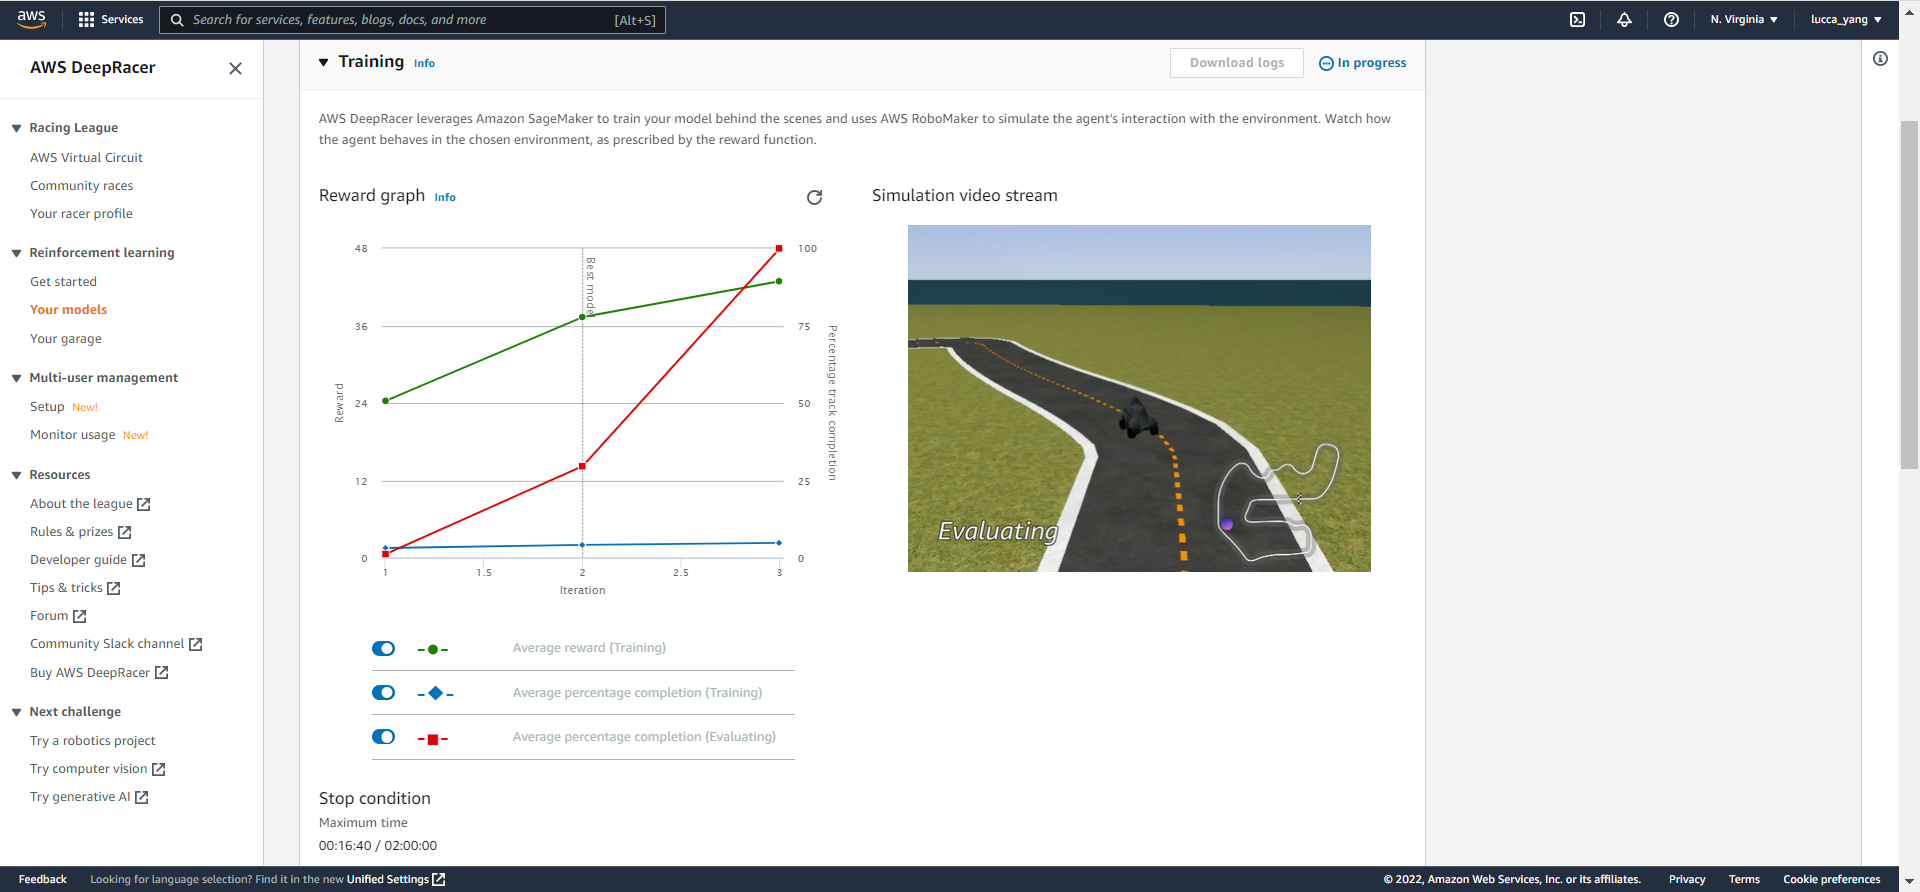 aws
Services
Search for services, features, blogs, docs, and more
[Alt+S]
N. Virginia
lucca_yang
AWS DeepRacer
Racing League
AWS Virtual Circuit
Community races
Your racer profile
Reinforcement learning
Get started
Your models
Your garage
Multi-user management
Setup New!
Monitor usage New!
Resources
About the league
Rules & prizes
Developer guide
Tips & tricks
Forum
Community Slack channel
Buy AWS DeepRacer
Next challenge
Try a robotics project
Try computer vision
Try generative AI
Training Info
Download logs
In progress
AWS DeepRacer leverages Amazon SageMaker to train your model behind the scenes and uses AWS RoboMaker to simulate the agent's interaction with the environment. Watch how
the agent behaves in the chosen environment, as prescribed by the reward function.
Reward graph Info
48
36
24
12
0
Reward
100
75
50
25
0
Percentage track completion
Best model
1
1.5
2
2.5
3
Iteration
Average reward (Training)
Average percentage completion (Training)
Average percentage completion (Evaluating)
Simulation video stream
Evaluating
Stop condition
Maximum time
00:16:40 / 02:00:00
Feedback
Looking for language selection? Find it in the new Unified Settings
© 2022, Amazon Web Services, Inc. or its affiliates.
Privacy
Terms
Cookie preferences